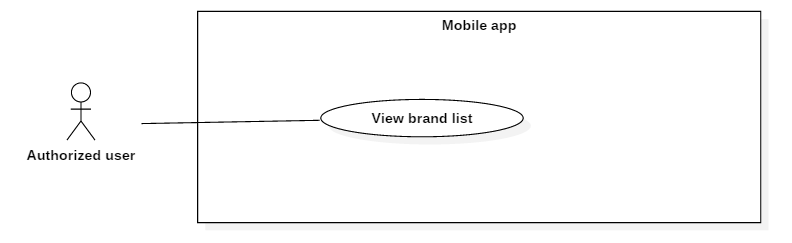 Mobile app
View brand list
Authorized user